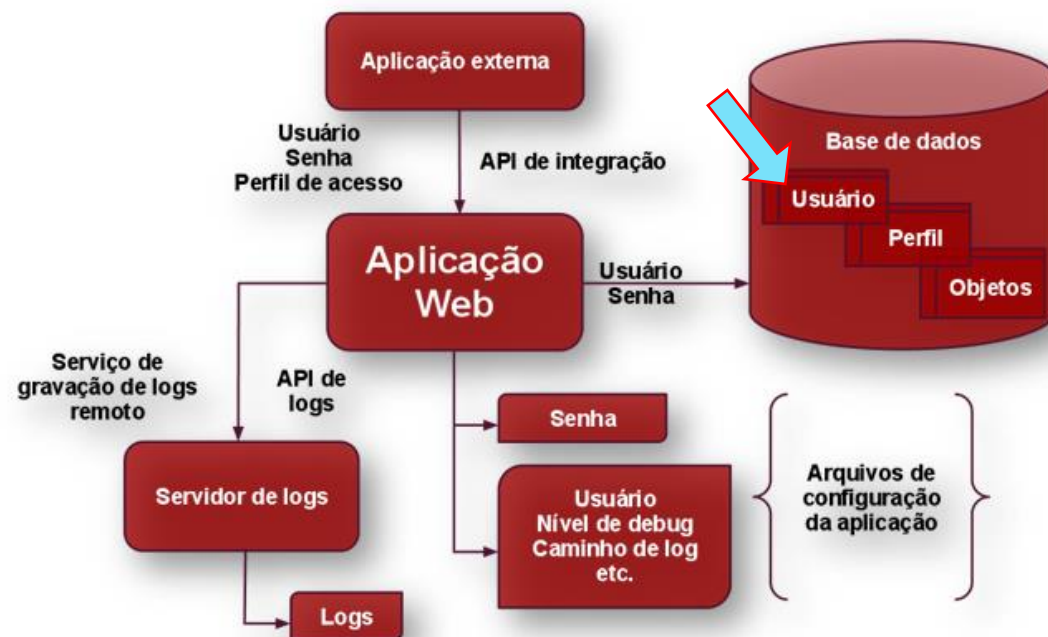 Aplicação externa
Usuário
Senha
Perfil de acesso
API de integração
Base de dados
Usuário
Perfil
Objetos
Aplicação
Web
Usuário
Senha
Serviço de
gravação de logs
remoto
API de
logs
Senha
Servidor de logs
Usuário
Nível de debug
Caminho de log
etc.
Arquivos de
configuração
da aplicação
Logs